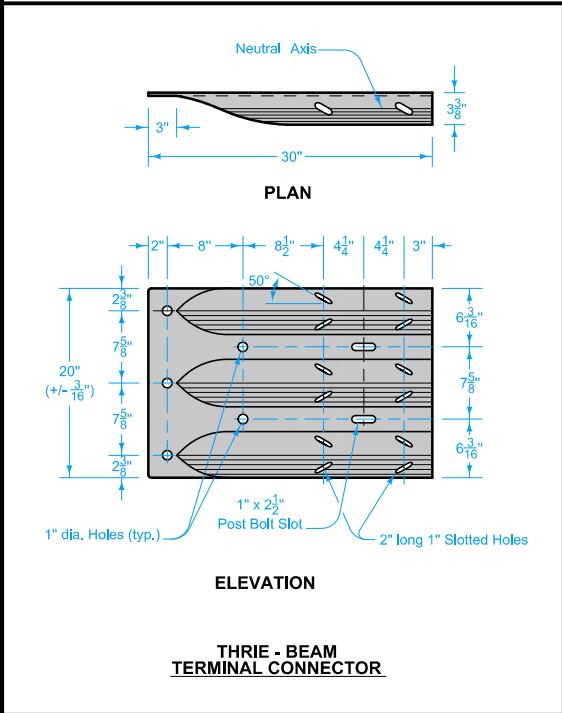 Neutral Axis
3"
30"
3 3/8"
PLAN
2" 8" 8 1/2" 4 1/4" 4 1/4" 3"
50°
2 3/8"
7 5/8"
20"
(+/- 3/16")
7 5/8"
2 3/8"
6 3/16"
7 5/8"
6 3/16"
1" x 2 1/2"
Post Bolt Slot
1" dia. Holes (typ.)
2" long 1" Slotted Holes
ELEVATION
THRIE - BEAM
TERMINAL CONNECTOR